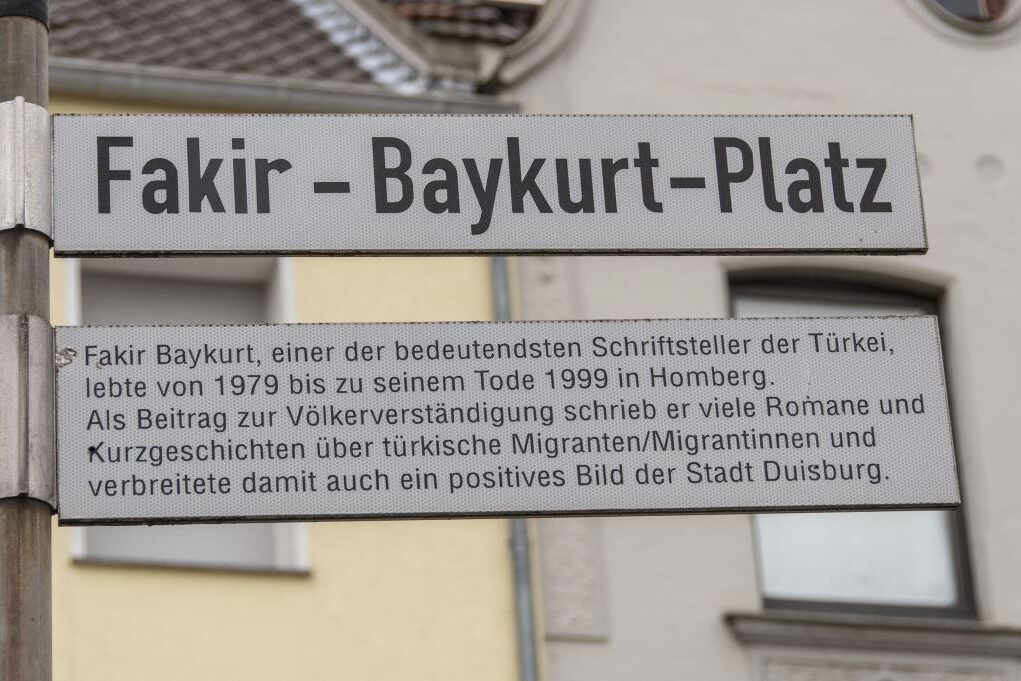 Fakir - Baykurt-Platz
Fakir Baykurt, einer der bedeutendsten Schriftsteller der Türkei,
lebte von 1979 bis zu seinem Tode 1999 in Homberg.
Als Beitrag zur Völkerverständigung schrieb er viele Romane und
Kurzgeschichten über türkische Migranten/Migrantinnen und
verbreitete damit auch ein positives Bild der Stadt Duisburg.